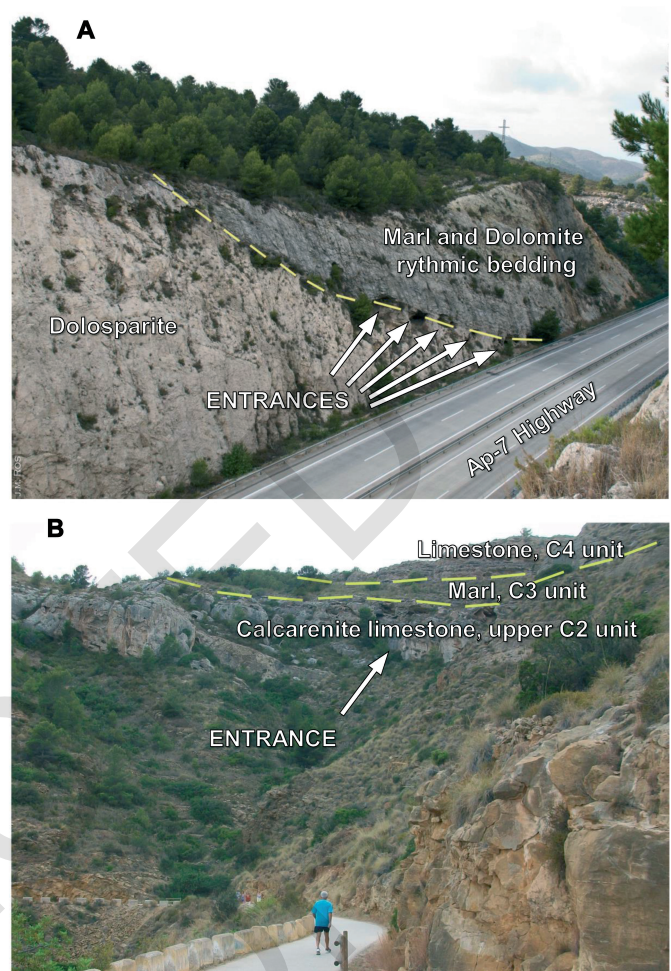 A
Marl and Dolomite
rythmic bedding
Dolosparite
ENTRANCES
Ap-7 Highway
J.M. RCS
B
Limestone, C4 unit
Marl, C3 unit
Calcarenite limestone, upper C2 unit
ENTRANCE